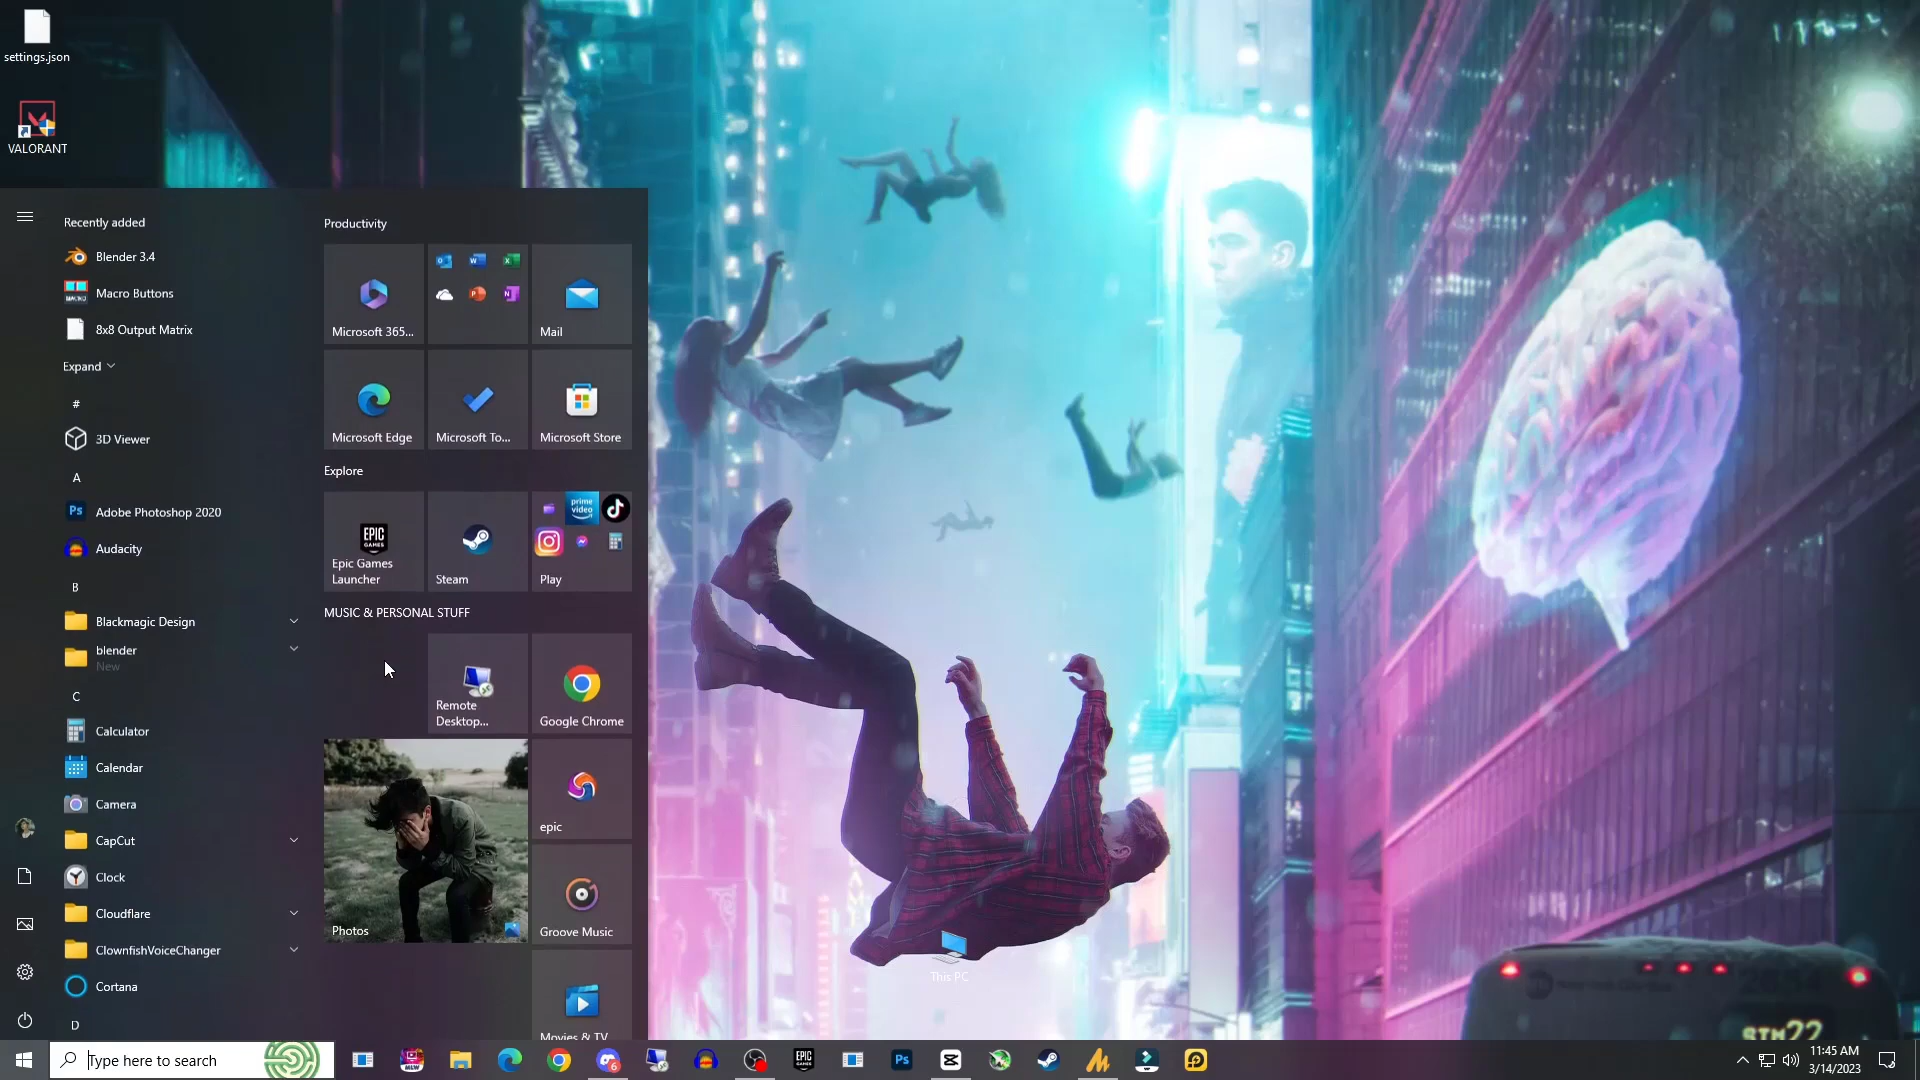 settings.json
VALORANT
Recently added
Blender 3.4
Macro Buttons
8x8 Output Matrix
Expand
#
3D Viewer
A
Adobe Photoshop 2020
Audacity
B
Blackmagic Design
blender
New
C
Calculator
Calendar
Camera
CapCut
Clock
Cloudflare
ClownfishVoiceChanger
Cortana
D
Productivity
Microsoft 365...
Mail
Microsoft Edge
Microsoft To...
Microsoft Store
Explore
EPIC
GAMES
Epic Games
Launcher
Steam
prime
video
Play
MUSIC & PERSONAL STUFF
Remote
Desktop...
Google Chrome
Photos
epic
Groove Music
Movies & TV
This PC
Type here to search
11:45 AM
3/14/2023